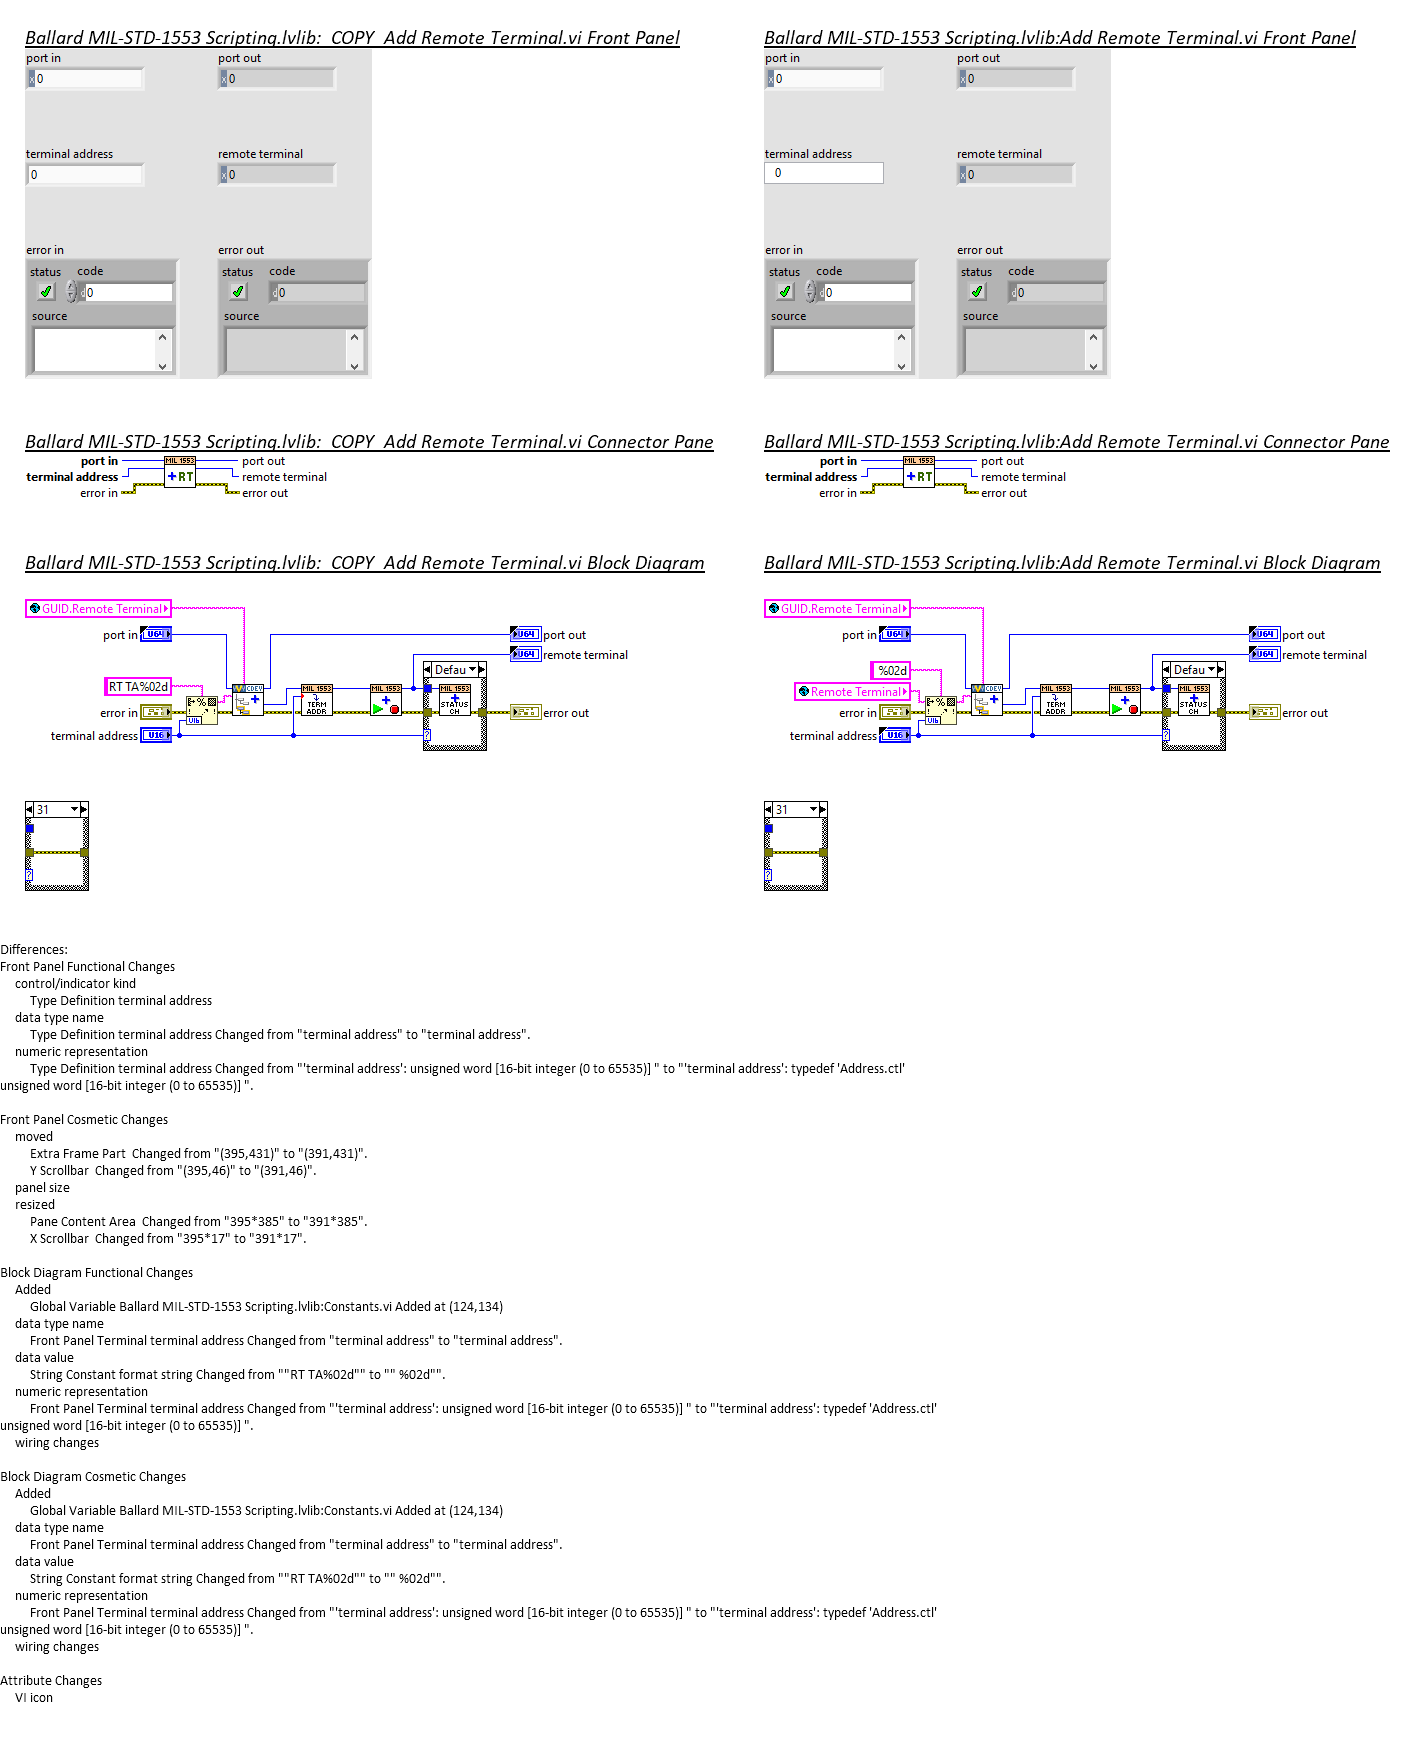 Ballard MIL-STD-1553 Scripting.lvlib:_COPY_Add Remote Terminal.vi Front Panel
port in
x 0
port out
x 0
terminal address
0
remote terminal
x 0
error in
status code
d 0
source
error out
status code
d 0
source
Ballard MIL-STD-1553 Scripting.lvlib:Add Remote Terminal.vi Front Panel
port in
x 0
port out
x 0
terminal address
0
remote terminal
x 0
error in
status code
d 0
source
error out
status code
d 0
source
Ballard MIL-STD-1553 Scripting.lvlib:_COPY_Add Remote Terminal.vi Connector Pane
port in MIL 1553 port out
terminal address +RT remote terminal
error in error out
Ballard MIL-STD-1553 Scripting.lvlib:Add Remote Terminal.vi Connector Pane
port in MIL 1553 port out
terminal address +RT remote terminal
error in error out
Ballard MIL-STD-1553 Scripting.lvlib:_COPY_Add Remote Terminal.vi Block Diagram
GUID.Remote Terminal
port in U64 U64 port out
U64 remote terminal
Defau
RT TA%02d
V CDEV MIL 1553 MIL 1553 MIL 1553
TERM ADDR
STATUS CH
error in error out
terminal address U16
?
31
?
Ballard MIL-STD-1553 Scripting.lvlib:Add Remote Terminal.vi Block Diagram
GUID.Remote Terminal
port in U64 U64 port out
U64 remote terminal
%02d Defau
Remote Terminal
V CDEV MIL 1553 MIL 1553 MIL 1553
TERM ADDR
STATUS CH
error in error out
terminal address U16
?
31
?
Differences:
Front Panel Functional Changes
control/indicator kind
Type Definition terminal address
data type name
Type Definition terminal address Changed from "terminal address" to "terminal address".
numeric representation
Type Definition terminal address Changed from "'terminal address': unsigned word [16-bit integer (0 to 65535)] " to "'terminal address': typedef 'Address.ctl'
unsigned word [16-bit integer (0 to 65535)] ".
Front Panel Cosmetic Changes
moved
Extra Frame Part  Changed from "(395,431)" to "(391,431)".
Y Scrollbar  Changed from "(395,46)" to "(391,46)".
panel size
resized
Pane Content Area  Changed from "395*385" to "391*385".
X Scrollbar  Changed from "395*17" to "391*17".
Block Diagram Functional Changes
Added
Global Variable Ballard MIL-STD-1553 Scripting.lvlib:Constants.vi Added at (124,134)
data type name
Front Panel Terminal terminal address Changed from "terminal address" to "terminal address".
data value
String Constant format string Changed from ""RT TA%02d"" to "" %02d"".
numeric representation
Front Panel Terminal terminal address Changed from "'terminal address': unsigned word [16-bit integer (0 to 65535)] " to "'terminal address': typedef 'Address.ctl'
unsigned word [16-bit integer (0 to 65535)] ".
wiring changes
Block Diagram Cosmetic Changes
Added
Global Variable Ballard MIL-STD-1553 Scripting.lvlib:Constants.vi Added at (124,134)
data type name
Front Panel Terminal terminal address Changed from "terminal address" to "terminal address".
data value
String Constant format string Changed from ""RT TA%02d"" to "" %02d"".
numeric representation
Front Panel Terminal terminal address Changed from "'terminal address': unsigned word [16-bit integer (0 to 65535)] " to "'terminal address': typedef 'Address.ctl'
unsigned word [16-bit integer (0 to 65535)] ".
wiring changes
Attribute Changes
VI icon